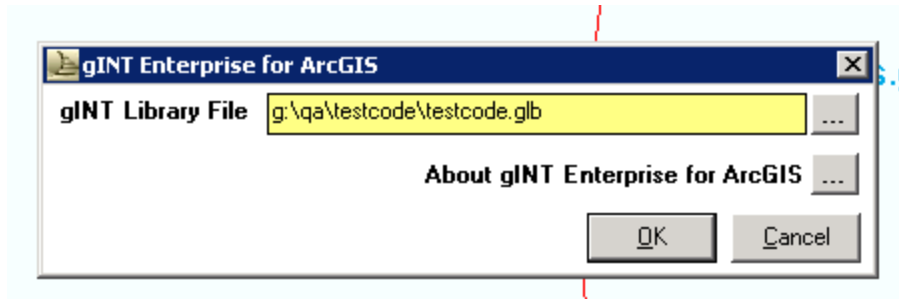 gINT Enterprise for ArcGIS
gINT Library File g:\qa\testcode\testcode.glb ...
About gINT Enterprise for ArcGIS ...
OK Cancel